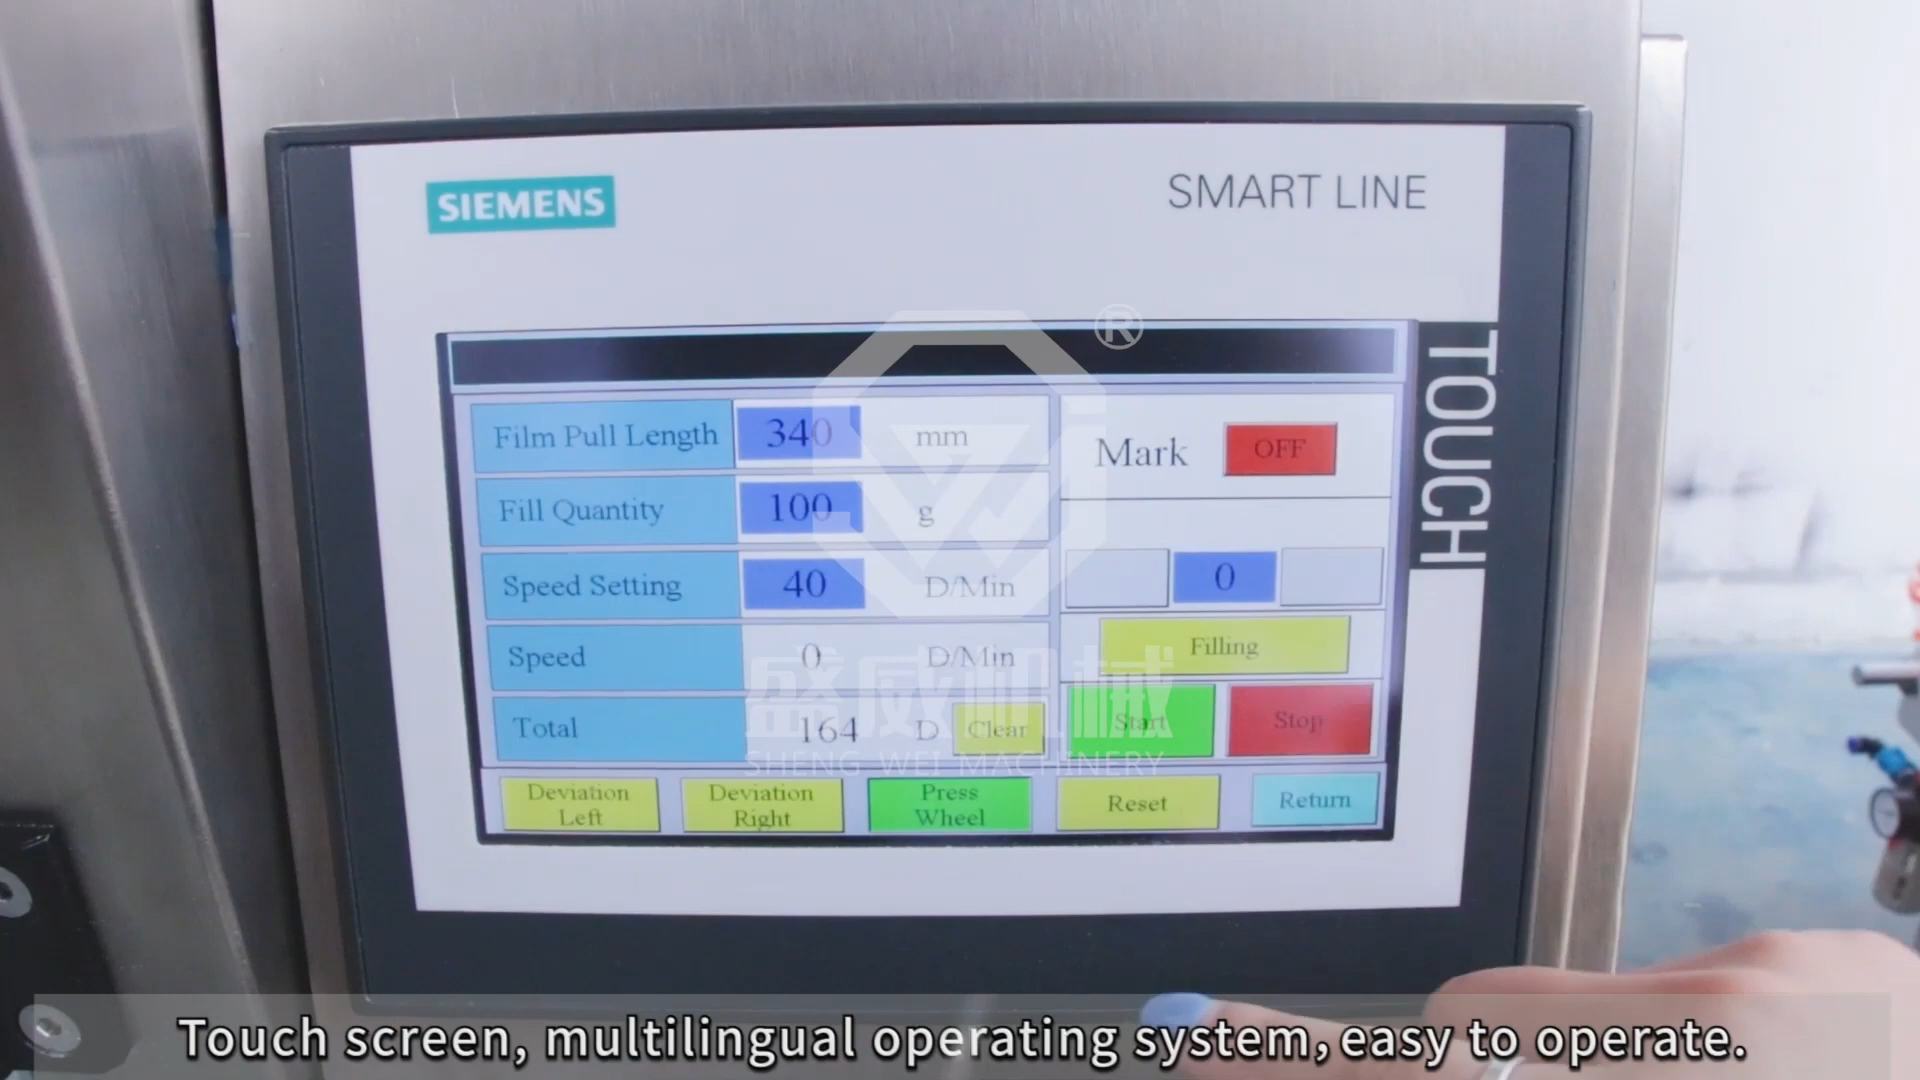 SIEMENS
SMART LINE
TOUCH
®
Film Pull Length 340 mm
Mark OFF
Fill Quantity 100 g
Speed Setting 40 D/Min
0
Speed 0 D/Min
Filling
盛威机械
Total 164 D Clear
Start Stop
SHENG WEI MACHINERY
Deviation Left
Deviation Right
Press Wheel
Reset
Return
Touch screen, multilingual operating system, easy to operate.